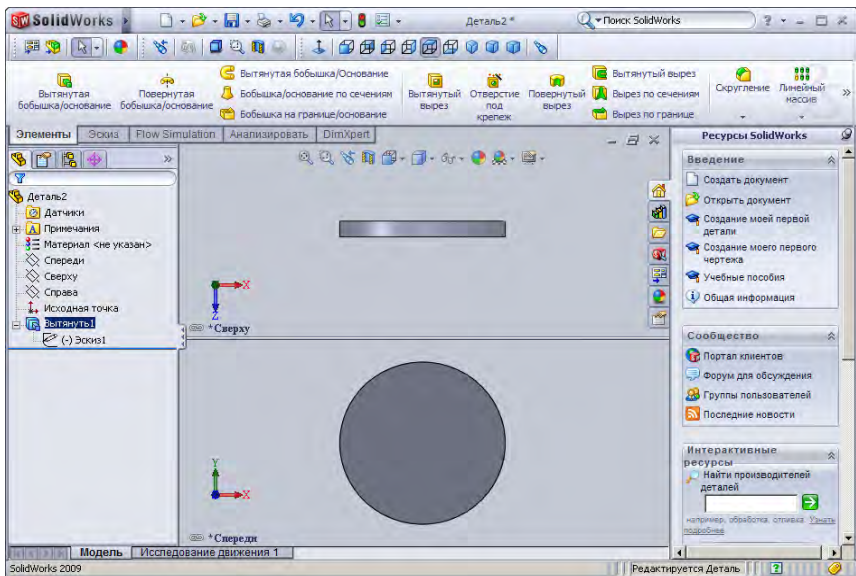 SolidWorks
Деталь2 *
Поиск SolidWorks
Вытянутая бобышка/основание
Повернутая бобышка/основание
Вытянутая бобышка/Основание
Бобышка/основание по сечениям
Бобышка на границе/основание
Вытянутый вырез
Отверстие под крепеж
Повернутый вырез
Вытянутый вырез
Вырез по сечениям
Вырез по границе
Скругление
Линейный массив
Элементы
Эскиз
Flow Simulation
Анализировать
DimXpert
Деталь2
Датчики
Примечания
Материал <не указан>
Спереди
Сверху
Справа
Исходная точка
Вытянуть1
(-) Эскиз1
X
Z
*Сверху
Y
X
*Спереди
Ресурсы SolidWorks
Введение
Создать документ
Открыть документ
Создание моей первой
детали
Создание моего первого
чертежа
Учебные пособия
Общая информация
Сообщество
Портал клиентов
Форум для обсуждения
Группы пользователей
Последние новости
Интерактивные
ресурсы
Найти производителей
деталей
например, обработка, отливка Узнать
подробнее
Модель
Исследование движения 1
SolidWorks 2009
Редактируется Деталь